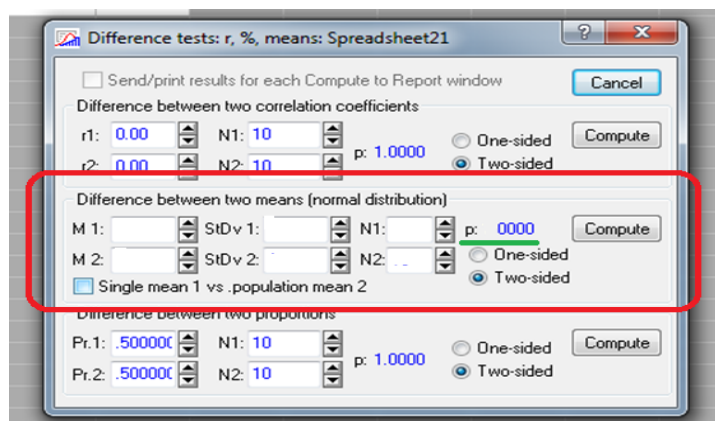 Difference tests: r, %, means: Spreadsheet21
Send/print results for each Compute to Report window
Cancel
Difference between two correlation coefficients
r1: 0.00 N1: 10 p: 1.0000 One-sided Compute
r2: 0.00 N2: 10 Two-sided
Difference between two means (normal distribution)
M 1: StDv 1: N1: p: 0000 Compute
M 2: StDv 2: N2: One-sided
Single mean 1 vs .population mean 2 Two-sided
Difference between two proportions
Pr.1: .500000 N1: 10 p: 1.0000 One-sided Compute
Pr.2: .500000 N2: 10 Two-sided